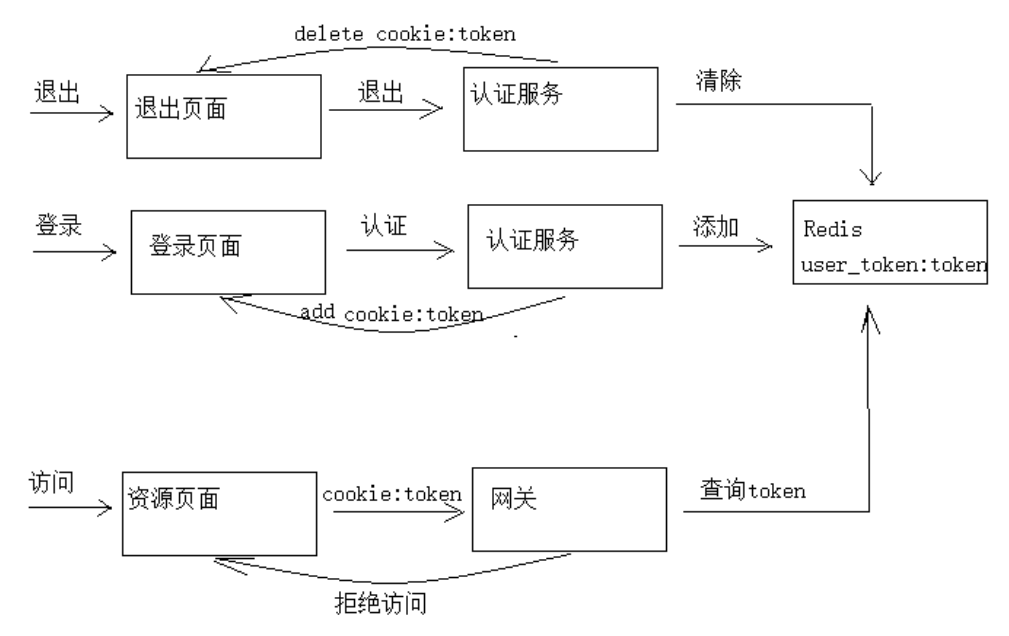 delete cookie:token
退出
退出页面
退出
认证服务
清除
登录
登录页面
认证
认证服务
添加
Redis
user_token:token
add cookie:token
访问
资源页面
cookie:token
网关
查询token
拒绝访问